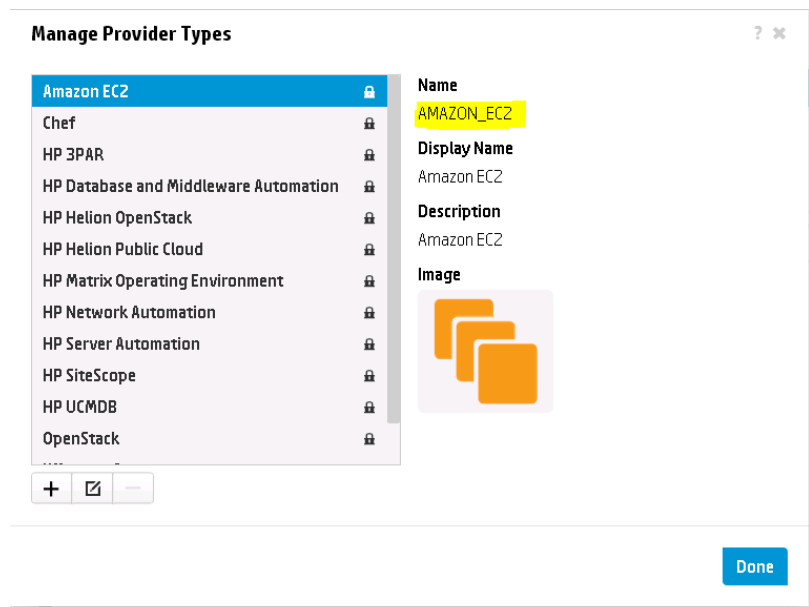 Manage Provider Types
? ✖
Amazon EC2
Chef
HP 3PAR
HP Database and Middleware Automation
HP Helion OpenStack
HP Helion Public Cloud
HP Matrix Operating Environment
HP Network Automation
HP Server Automation
HP SiteScope
HP UCMDB
OpenStack
Name
AMAZON_EC2
Display Name
Amazon EC2
Description
Amazon EC2
Image
Done